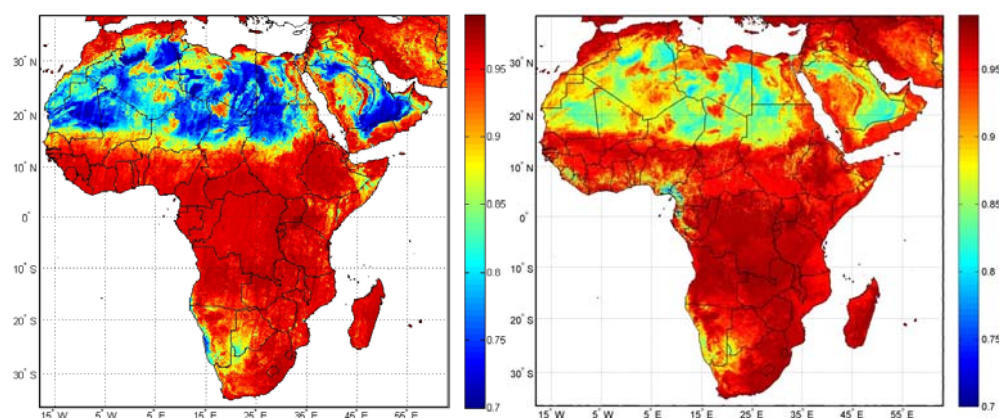 30° N
20° N
10° N
0°
10° S
20° S
30° S
15° W
5° W
5° E
15° E
25° E
35° E
45° E
55° E
0.95
0.9
0.85
0.8
0.75
0.7
30° N
20° N
10° N
0°
10° S
20° S
30° S
15° W
5° W
5° E
15° E
25° E
35° E
45° E
55° E
0.95
0.9
0.85
0.8
0.75
0.7